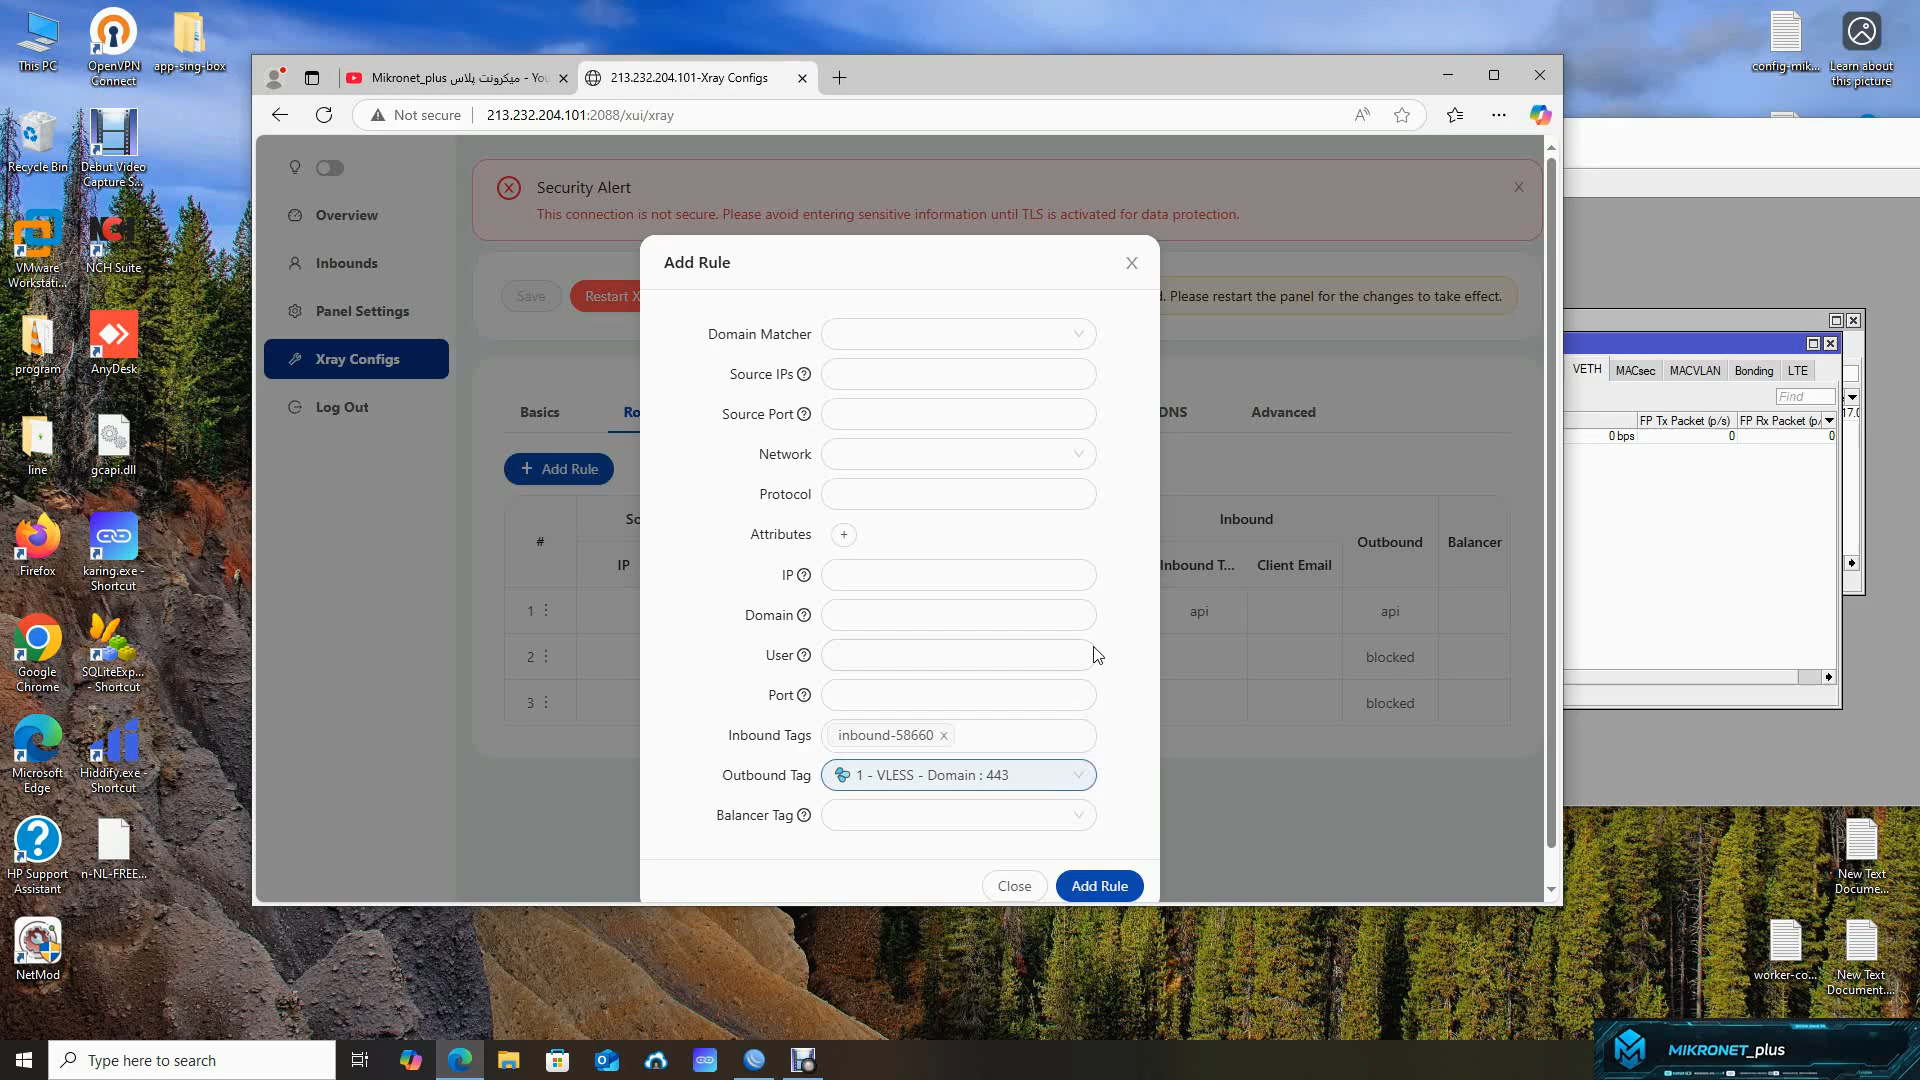 This PC
OpenVPN Connect
app-sing-box
Recycle Bin
Debut Video Capture S...
VMware Workstati...
NCH Suite
program
AnyDesk
line
gcapi.dll
Firefox
karing.exe - Shortcut
Google Chrome
SQLiteExp... - Shortcut
Microsoft Edge
Hiddify.exe - Shortcut
HP Support Assistant
n-NL-FREE...
NetMod
config-mik...
Learn about this picture
Mikronet_plus میکرونت پلاس - You
213.232.204.101-Xray Configs
Not secure
213.232.204.101:2088/xui/xray
Overview
Inbounds
Panel Settings
Xray Configs
Log Out
Security Alert
This connection is not secure. Please avoid entering sensitive information until TLS is activated for data protection.
Save
Restart X
. Please restart the panel for the changes to take effect.
Basics
Ro
DNS
Advanced
+ Add Rule
#
So
IP
Inbound
Inbound T...
Client Email
Outbound
Balancer
1
api
api
2
blocked
3
blocked
Add Rule
Domain Matcher
Source IPs
Source Port
Network
Protocol
Attributes
+
IP
Domain
User
Port
Inbound Tags
inbound-58660
Outbound Tag
1 - VLESS - Domain : 443
Balancer Tag
Close
Add Rule
VETH
MACsec
MACVLAN
Bonding
LTE
Find
FP Tx Packet (p/s)
FP Rx Packet (p/
17.0
0 bps
0
0
New Text Docume...
worker-co...
New Text Document....
Type here to search
MIKRONET_plus